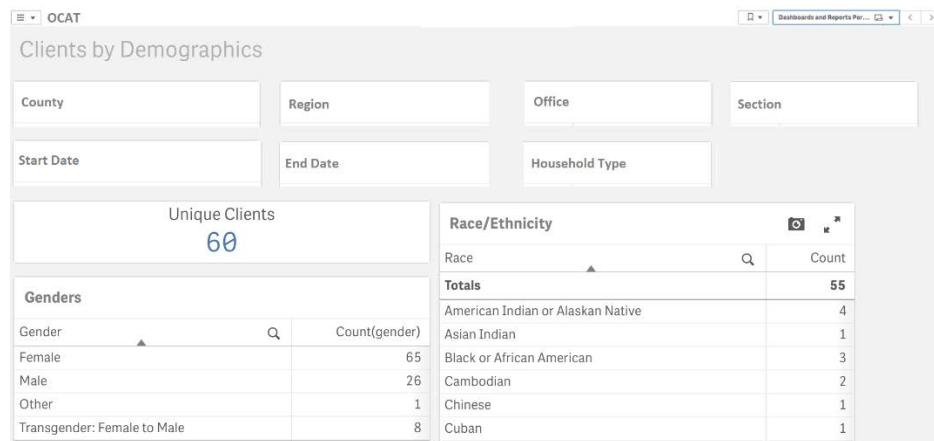 OCAT
Dashboards and Reports Per...
Clients by Demographics
County
Region
Office
Section
Start Date
End Date
Household Type
Unique Clients
60
Genders
Gender Count(gender)
Female 65
Male 26
Other 1
Transgender: Female to Male 8
Race/Ethnicity
Race Count
Totals 55
American Indian or Alaskan Native 4
Asian Indian 1
Black or African American 3
Cambodian 2
Chinese 1
Cuban 1